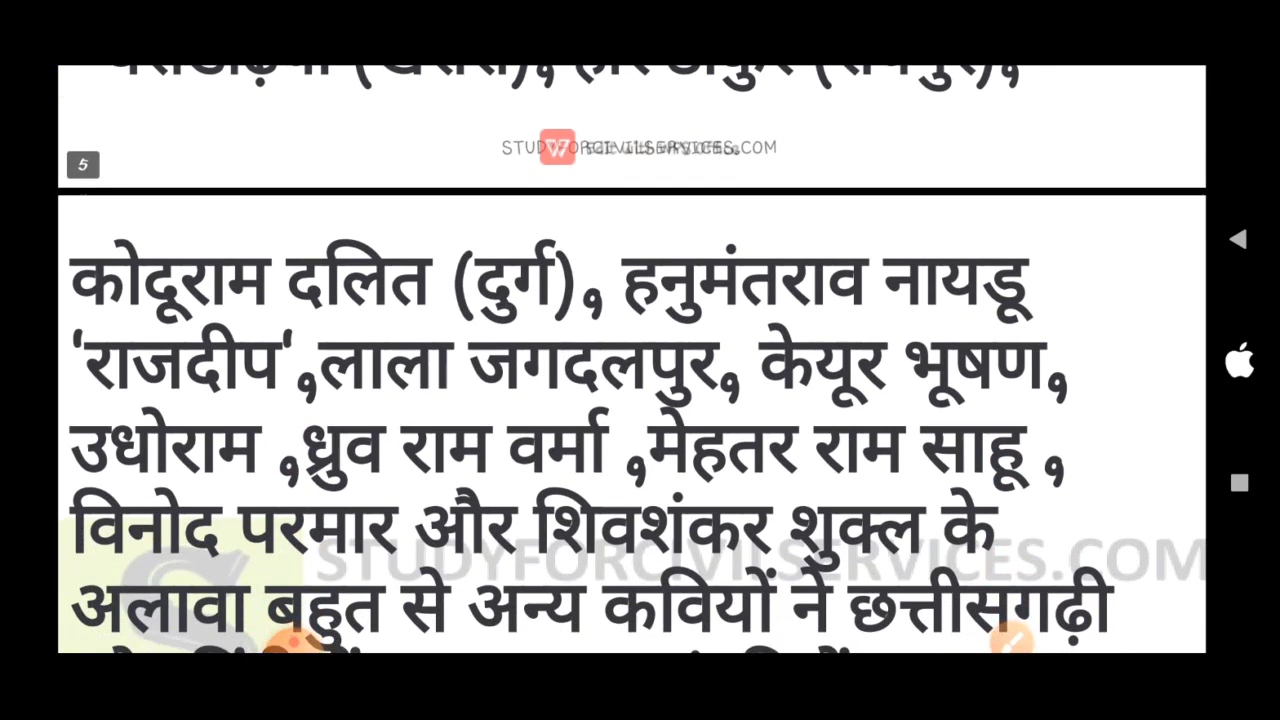 STUDYFORCIVILSERVICES.COM
5
कोदूराम दलित (दुर्ग), हनुमंतराव नायडू
'राजदीप',लाला जगदलपुर, केयूर भूषण,
उधोराम ,ध्रुव राम वर्मा ,मेहतर राम साहू ,
विनोद परमार और शिवशंकर शुक्ल के
STUDYFORCIVILSERVICES.COM
अलावा बहुत से अन्य कवियों ने छत्तीसगढ़ी